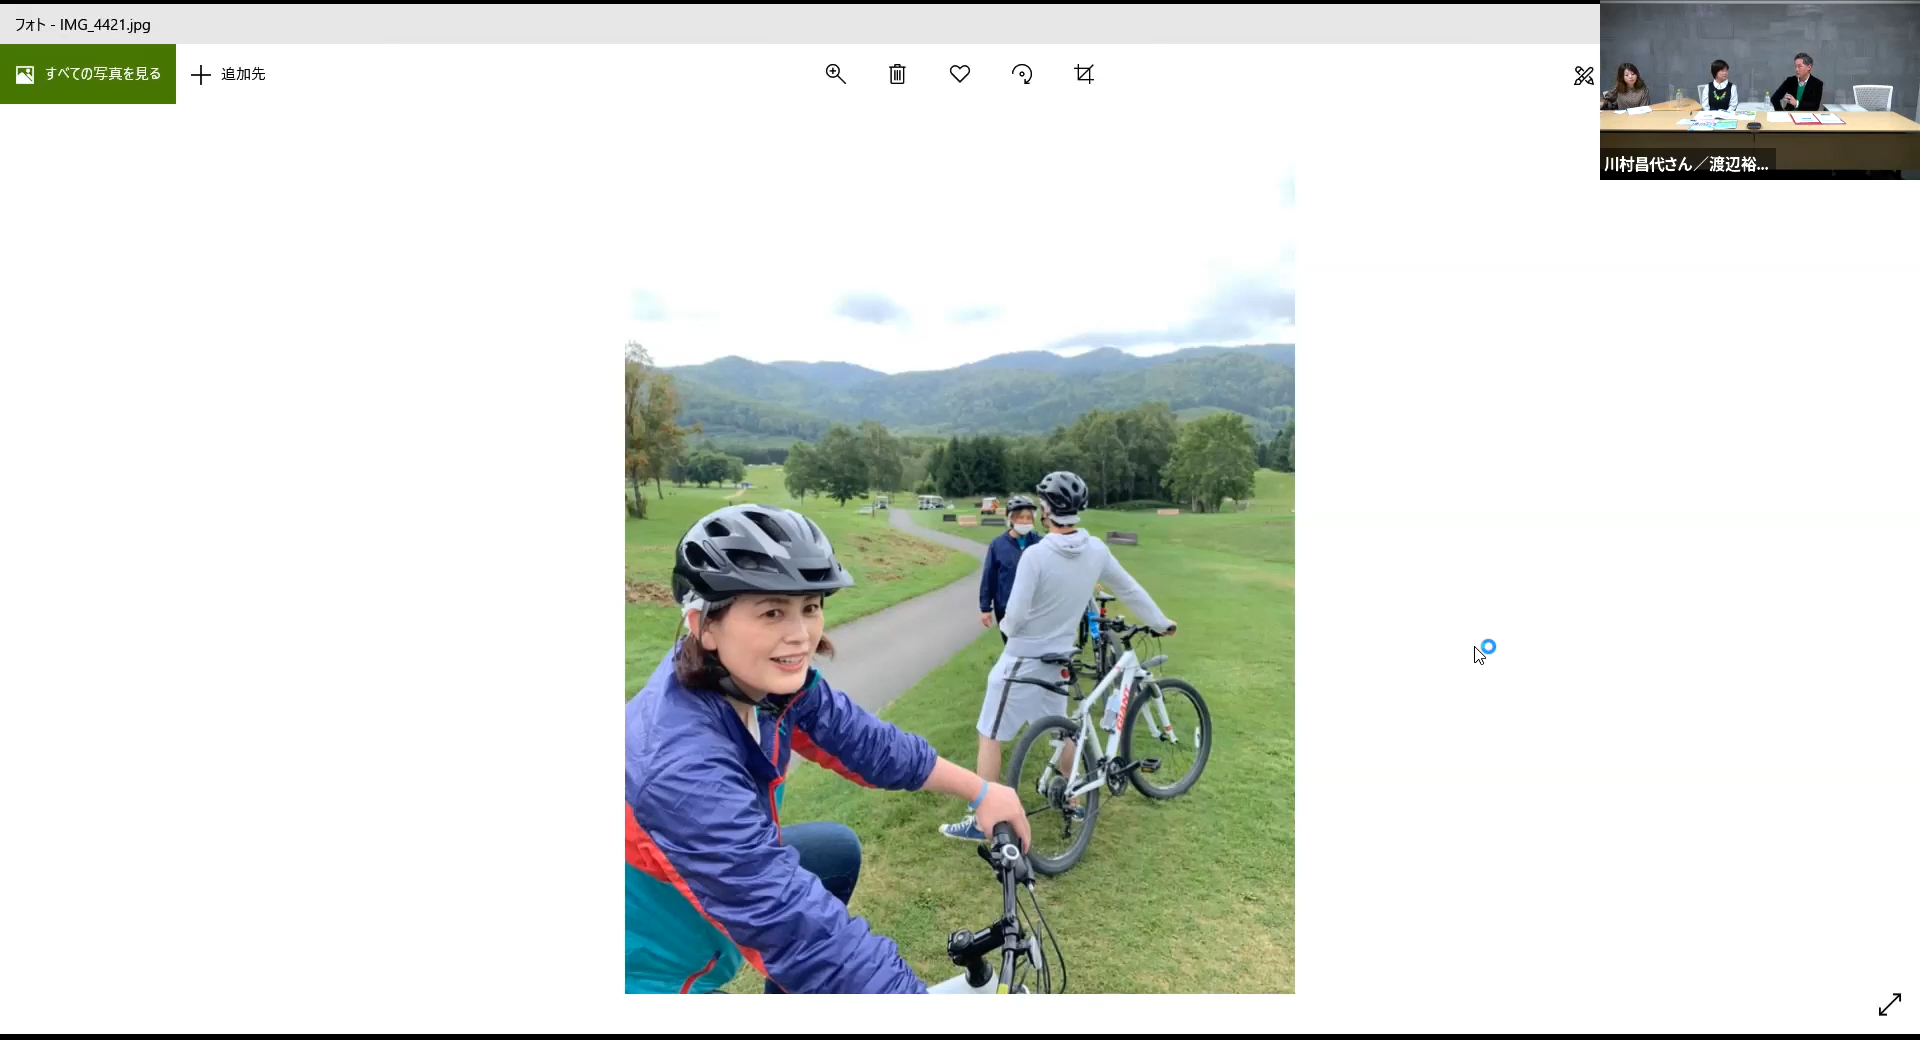 フォト - IMG_4421.jpg
すべての写真を見る
追加先
川村昌代さん／渡辺裕...
GIANT